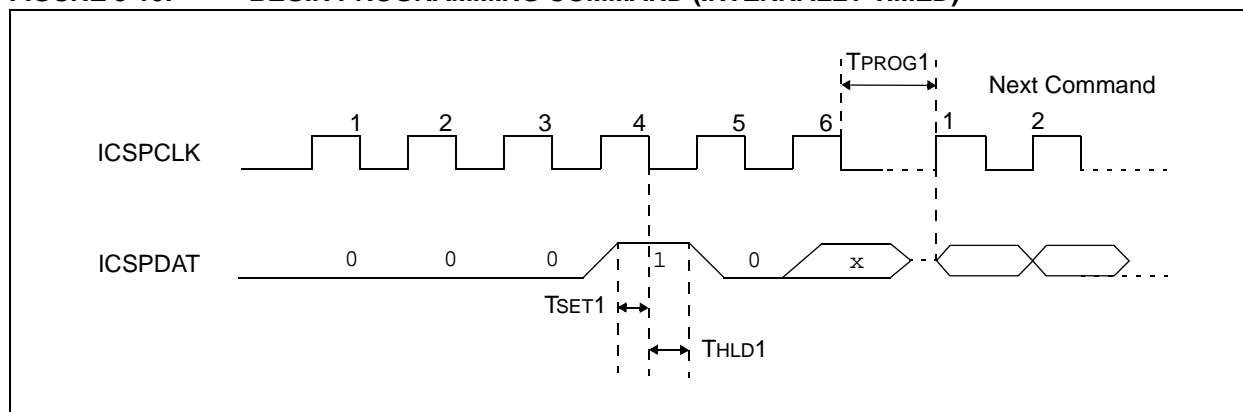 TPROG1
Next Command
1 2 3 4 5 6 1 2
ICSPCLK
ICSPDAT
0 0 0 1 0 x
TSET1
THLD1